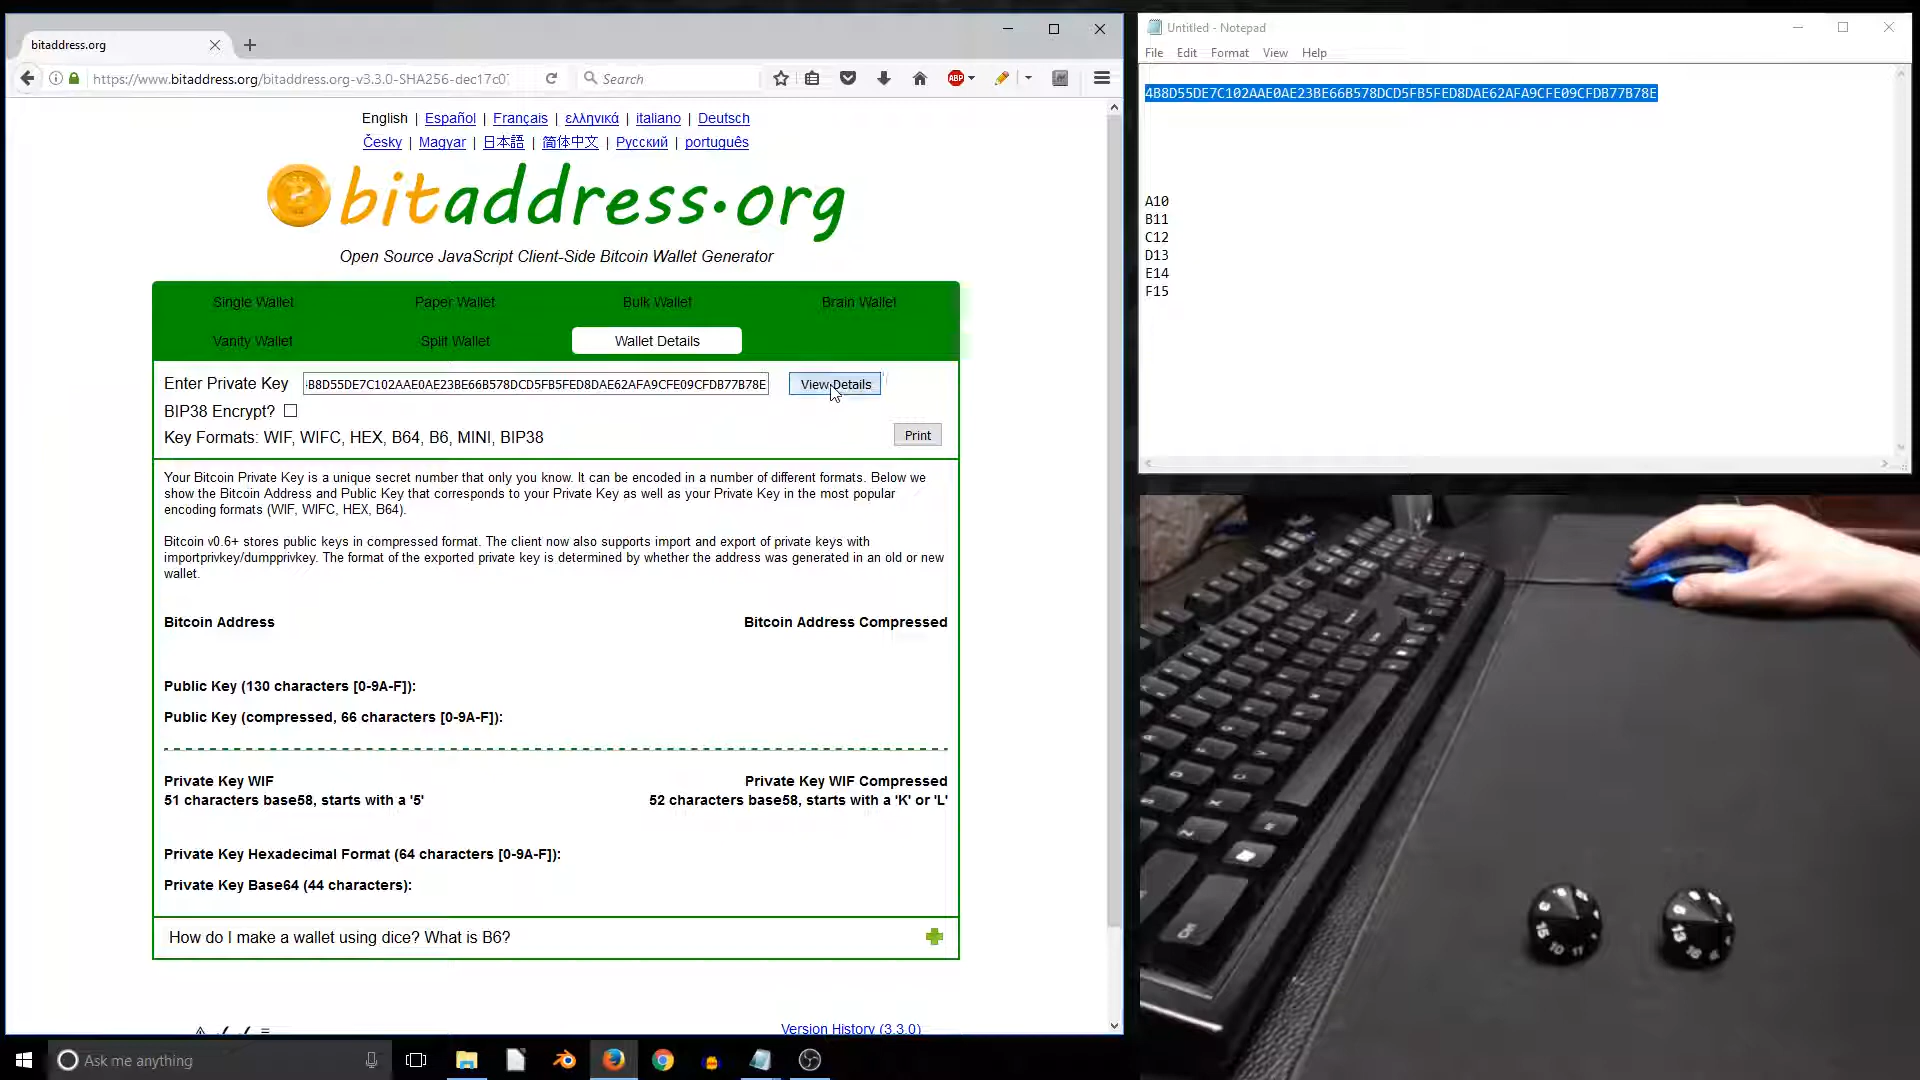 bitaddress.org
https://www.bitaddress.org/bitaddress.org-v3.3.0-SHA256-dec17c07
Search
ABP
English | Español | Français | ελληνικά | italiano | Deutsch
Česky | Magyar | 日本語 | 简体中文 | Русский | português
bitaddress.org
Open Source JavaScript Client-Side Bitcoin Wallet Generator
Single Wallet
Paper Wallet
Bulk Wallet
Brain Wallet
Vanity Wallet
Split Wallet
Wallet Details
Enter Private Key
B8D55DE7C102AAE0AE23BE66B578DCD5FB5FED8DAE62AFA9CFE09CFDB77B78E
View Details
BIP38 Encrypt?
Key Formats: WIF, WIFC, HEX, B64, B6, MINI, BIP38
Print
Your Bitcoin Private Key is a unique secret number that only you know. It can be encoded in a number of different formats. Below we
show the Bitcoin Address and Public Key that corresponds to your Private Key as well as your Private Key in the most popular
encoding formats (WIF, WIFC, HEX, B64).
Bitcoin v0.6+ stores public keys in compressed format. The client now also supports import and export of private keys with
importprivkey/dumpprivkey. The format of the exported private key is determined by whether the address was generated in an old or new
wallet.
Bitcoin Address
Bitcoin Address Compressed
Public Key (130 characters [0-9A-F]):
Public Key (compressed, 66 characters [0-9A-F]):
Private Key WIF
51 characters base58, starts with a '5'
Private Key WIF Compressed
52 characters base58, starts with a 'K' or 'L'
Private Key Hexadecimal Format (64 characters [0-9A-F]):
Private Key Base64 (44 characters):
How do I make a wallet using dice? What is B6?
Version History (3.3.0)
Ask me anything
Untitled - Notepad
File Edit Format View Help
4B8D55DE7C102AAE0AE23BE66B578DCD5FB5FED8DAE62AFA9CFE09CFDB77B78E
A10
B11
C12
D13
E14
F15
3
15
10
13